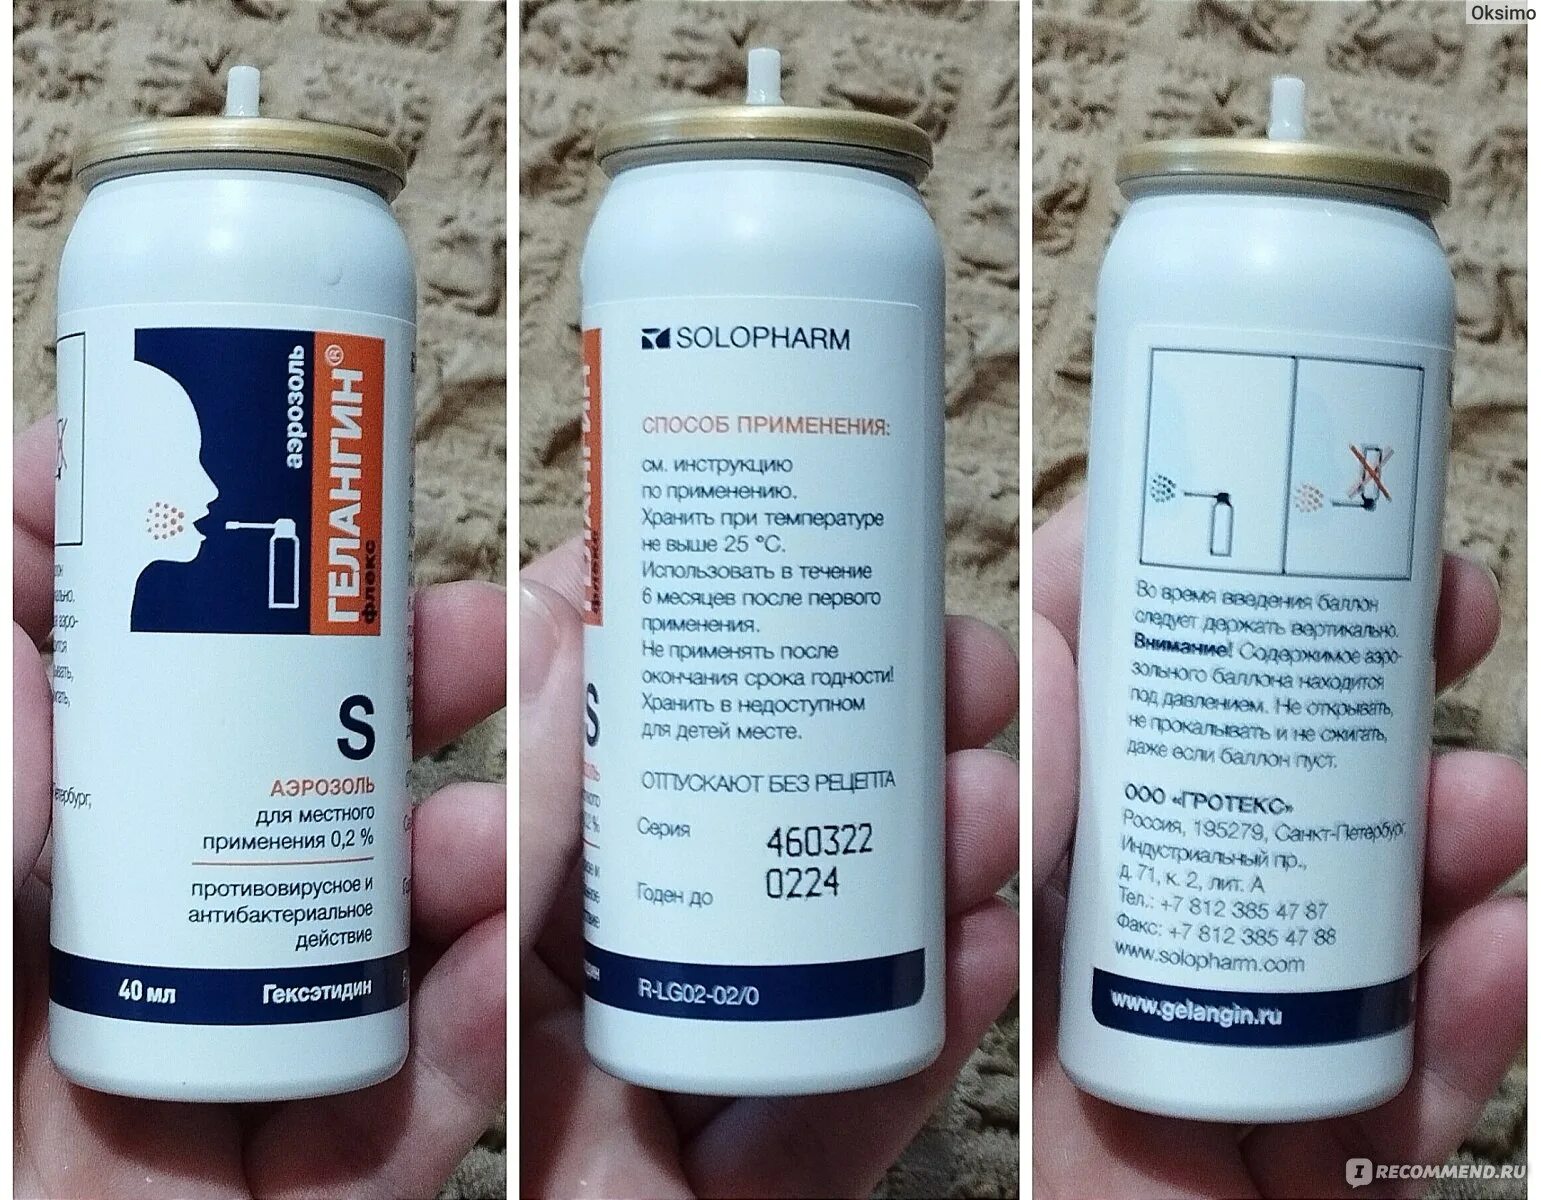 Oksimo
аэрозоль
ГЕЛАНГИН®
флекс
S
АЭРОЗОЛЬ
для местного
применения 0,2 %
противовирусное и
антибактериальное
действие
40 мл Гексэтидин
SOLOPHARM
СПОСОБ ПРИМЕНЕНИЯ:
см. инструкцию
по применению.
Хранить при температуре
не выше 25 °C.
Использовать в течение
6 месяцев после первого
применения.
Не применять после
окончания срока годности!
Хранить в недоступном
для детей месте.
ОТПУСКАЮТ БЕЗ РЕЦЕПТА
Серия 460322
Годен до 0224
R-LG02-02/0
Во время введения баллон
следует держать вертикально.
Внимание! Содержимое аэро-
зольного баллона находится
под давлением. Не открывать,
не прокалывать и не сжигать,
даже если баллон пуст.
ООО «ГРОТЕКС»
Россия, 195279, Санкт-Петербург,
Индустриальный пр.,
д. 71, к. 2, лит. А
Тел.: +7 812 385 47 87
Факс: +7 812 385 47 88
www.solopharm.com
www.gelangin.ru
IRECOMMEND.RU